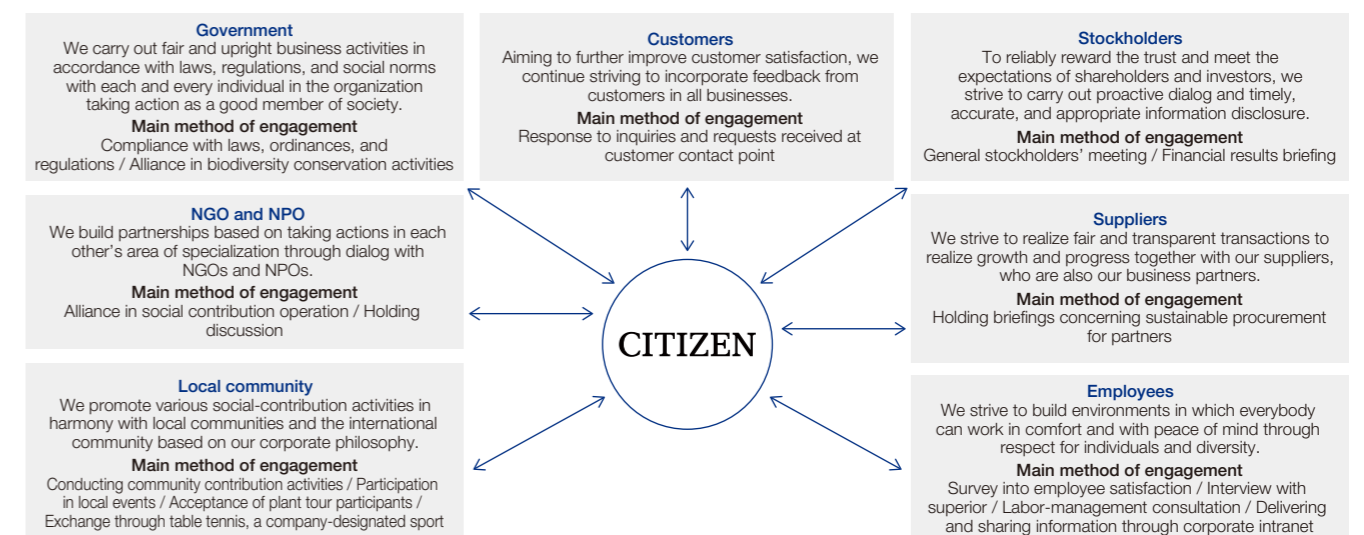 Government
We carry out fair and upright business activities in
accordance with laws, regulations, and social norms
with each and every individual in the organization
taking action as a good member of society.
Main method of engagement
Compliance with laws, ordinances, and
regulations / Alliance in biodiversity conservation activities
Customers
Aiming to further improve customer satisfaction, we
continue striving to incorporate feedback from
customers in all businesses.
Main method of engagement
Response to inquiries and requests received at
customer contact point
Stockholders
To reliably reward the trust and meet the
expectations of shareholders and investors, we
strive to carry out proactive dialog and timely,
accurate, and appropriate information disclosure.
Main method of engagement
General stockholders’ meeting / Financial results briefing
NGO and NPO
We build partnerships based on taking actions in each
other’s area of specialization through dialog with
NGOs and NPOs.
Main method of engagement
Alliance in social contribution operation / Holding
discussion
CITIZEN
Suppliers
We strive to realize fair and transparent transactions to
realize growth and progress together with our suppliers,
who are also our business partners.
Main method of engagement
Holding briefings concerning sustainable procurement
for partners
Local community
We promote various social-contribution activities in
harmony with local communities and the international
community based on our corporate philosophy.
Main method of engagement
Conducting community contribution activities / Participation
in local events / Acceptance of plant tour participants /
Exchange through table tennis, a company-designated sport
Employees
We strive to build environments in which everybody
can work in comfort and with peace of mind through
respect for individuals and diversity.
Main method of engagement
Survey into employee satisfaction / Interview with
superior / Labor-management consultation / Delivering
and sharing information through corporate intranet